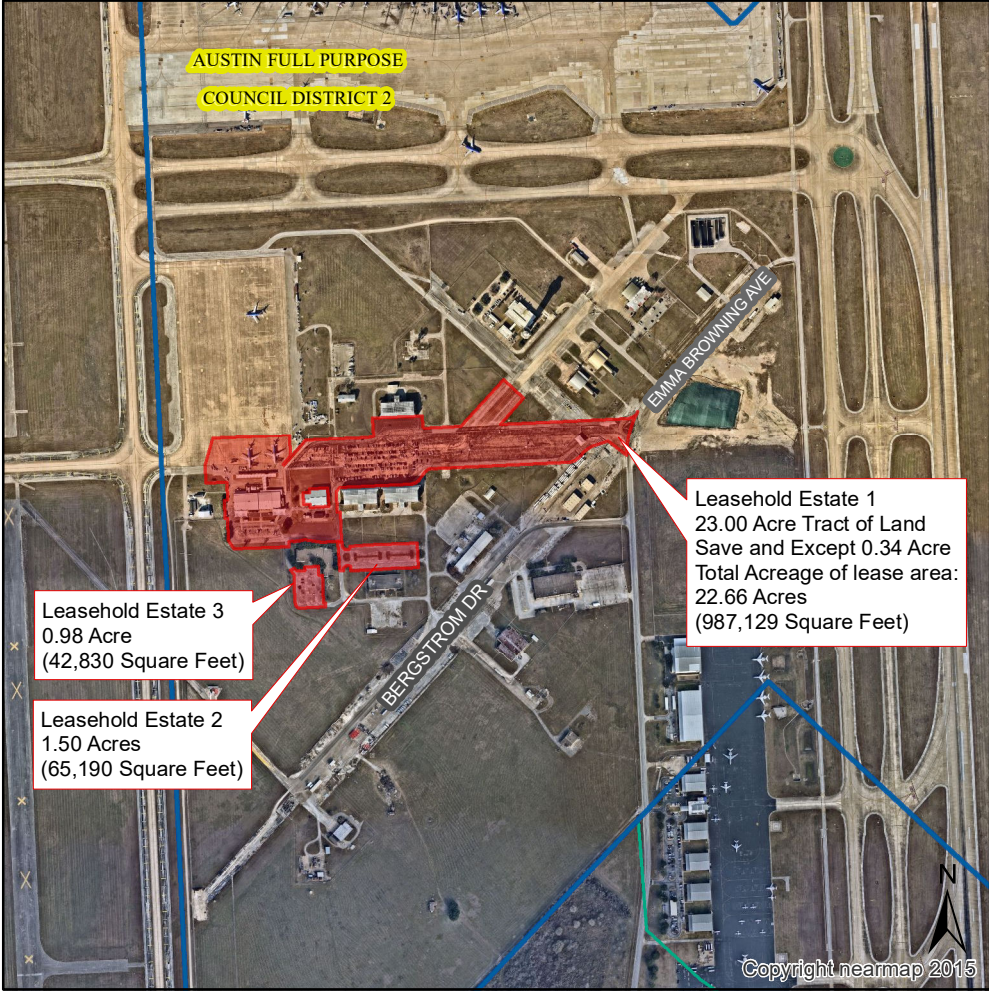 AUSTIN FULL PURPOSE
COUNCIL DISTRICT 2
EMMA BROWNING AVE
Leasehold Estate 1
23.00 Acre Tract of Land
Save and Except 0.34 Acre
Total Acreage of lease area:
22.66 Acres
(987,129 Square Feet)
Leasehold Estate 3
0.98 Acre
(42,830 Square Feet)
BERGSTROM DR
Leasehold Estate 2
1.50 Acres
(65,190 Square Feet)
N
Copyright nearmap 2015